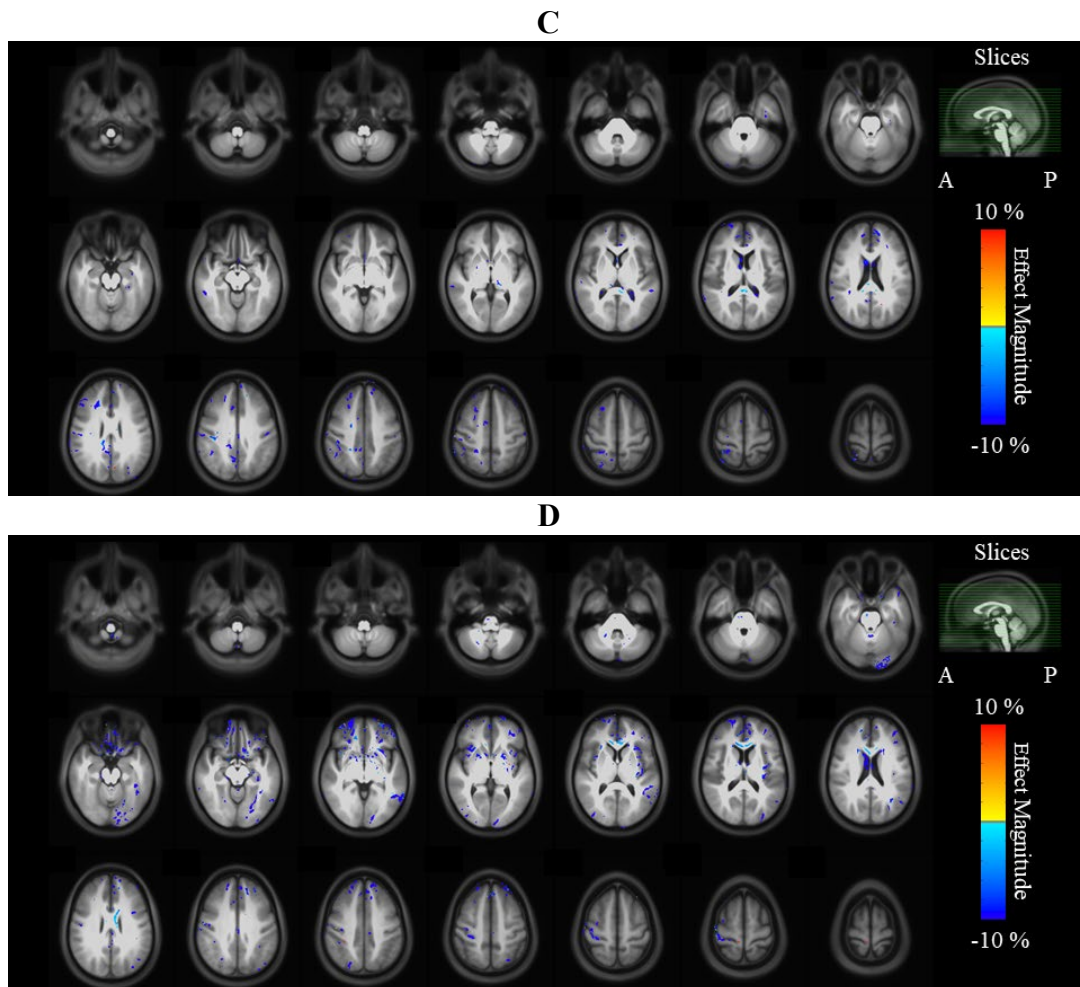 C
Slices
A P
10 %
Effect Magnitude
-10 %
D
Slices
A P
10 %
Effect Magnitude
-10 %